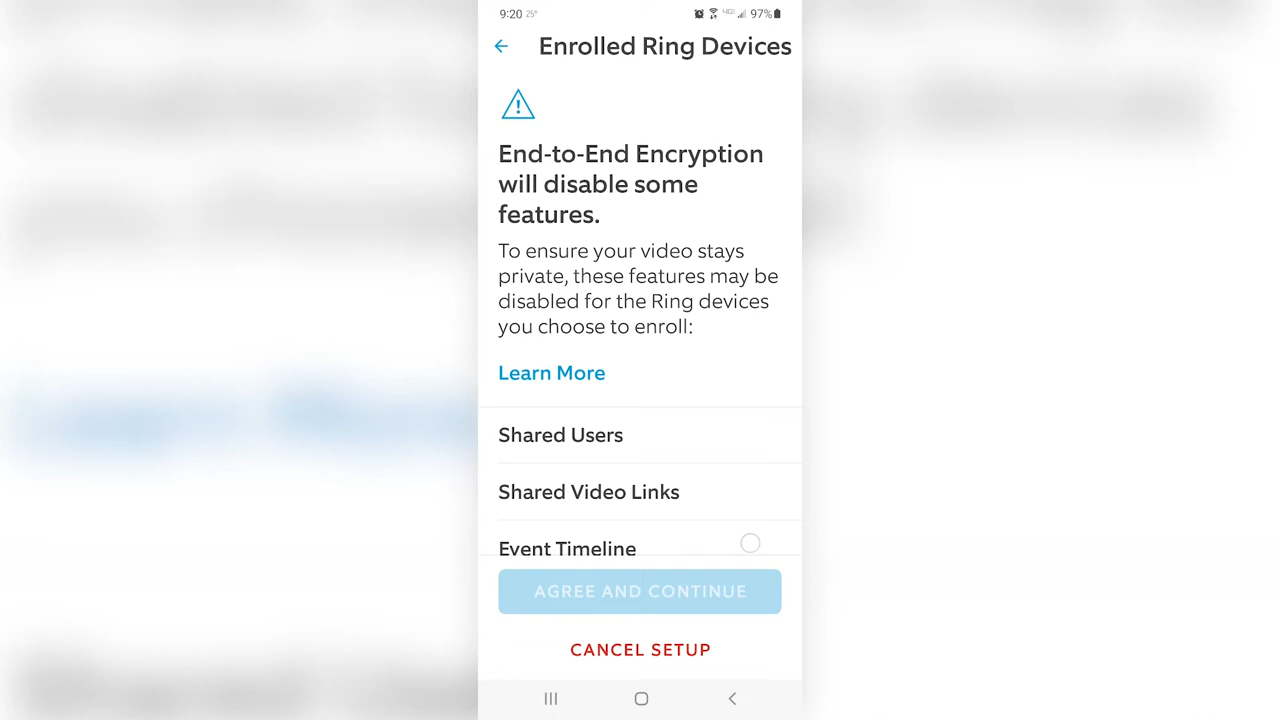 9:20 25° 97%
Enrolled Ring Devices
End-to-End Encryption
will disable some
features.
To ensure your video stays
private, these features may be
disabled for the Ring devices
you choose to enroll:
Learn More
Shared Users
Shared Video Links
Event Timeline
AGREE AND CONTINUE
CANCEL SETUP